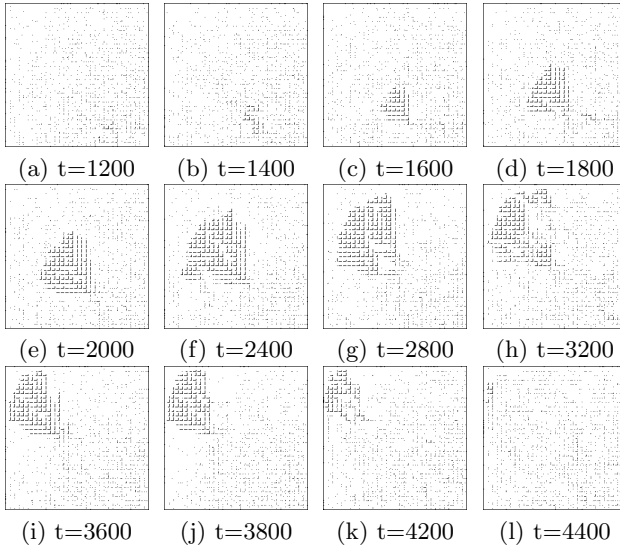 (a) t=1200 (b) t=1400 (c) t=1600 (d) t=1800
(e) t=2000 (f) t=2400 (g) t=2800 (h) t=3200
(i) t=3600 (j) t=3800 (k) t=4200 (l) t=4400